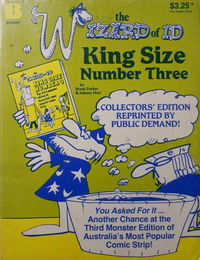 B
$3.25
the
WIZARD of ID
King Size
Number Three
by
Brant Parker
& Johnny Hart
COLLECTORS' EDITION
REPRINTED BY
PUBLIC DEMAND!
You Asked For It ...
Another Chance at the
Third Monster Edition of
Australia's Most Popular
Comic Strip!